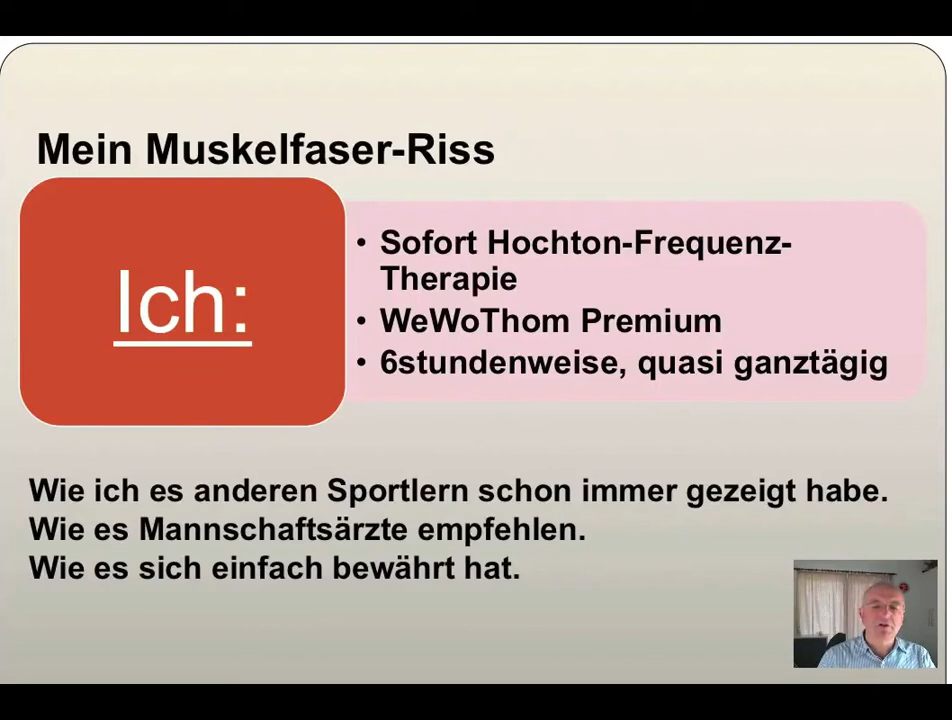 Mein Muskelfaser-Riss
Ich:
• Sofort Hochton-Frequenz-
Therapie
• WeWoThom Premium
• 6stundenweise, quasi ganztägig
Wie ich es anderen Sportlern schon immer gezeigt habe.
Wie es Mannschaftsärzte empfehlen.
Wie es sich einfach bewährt hat.